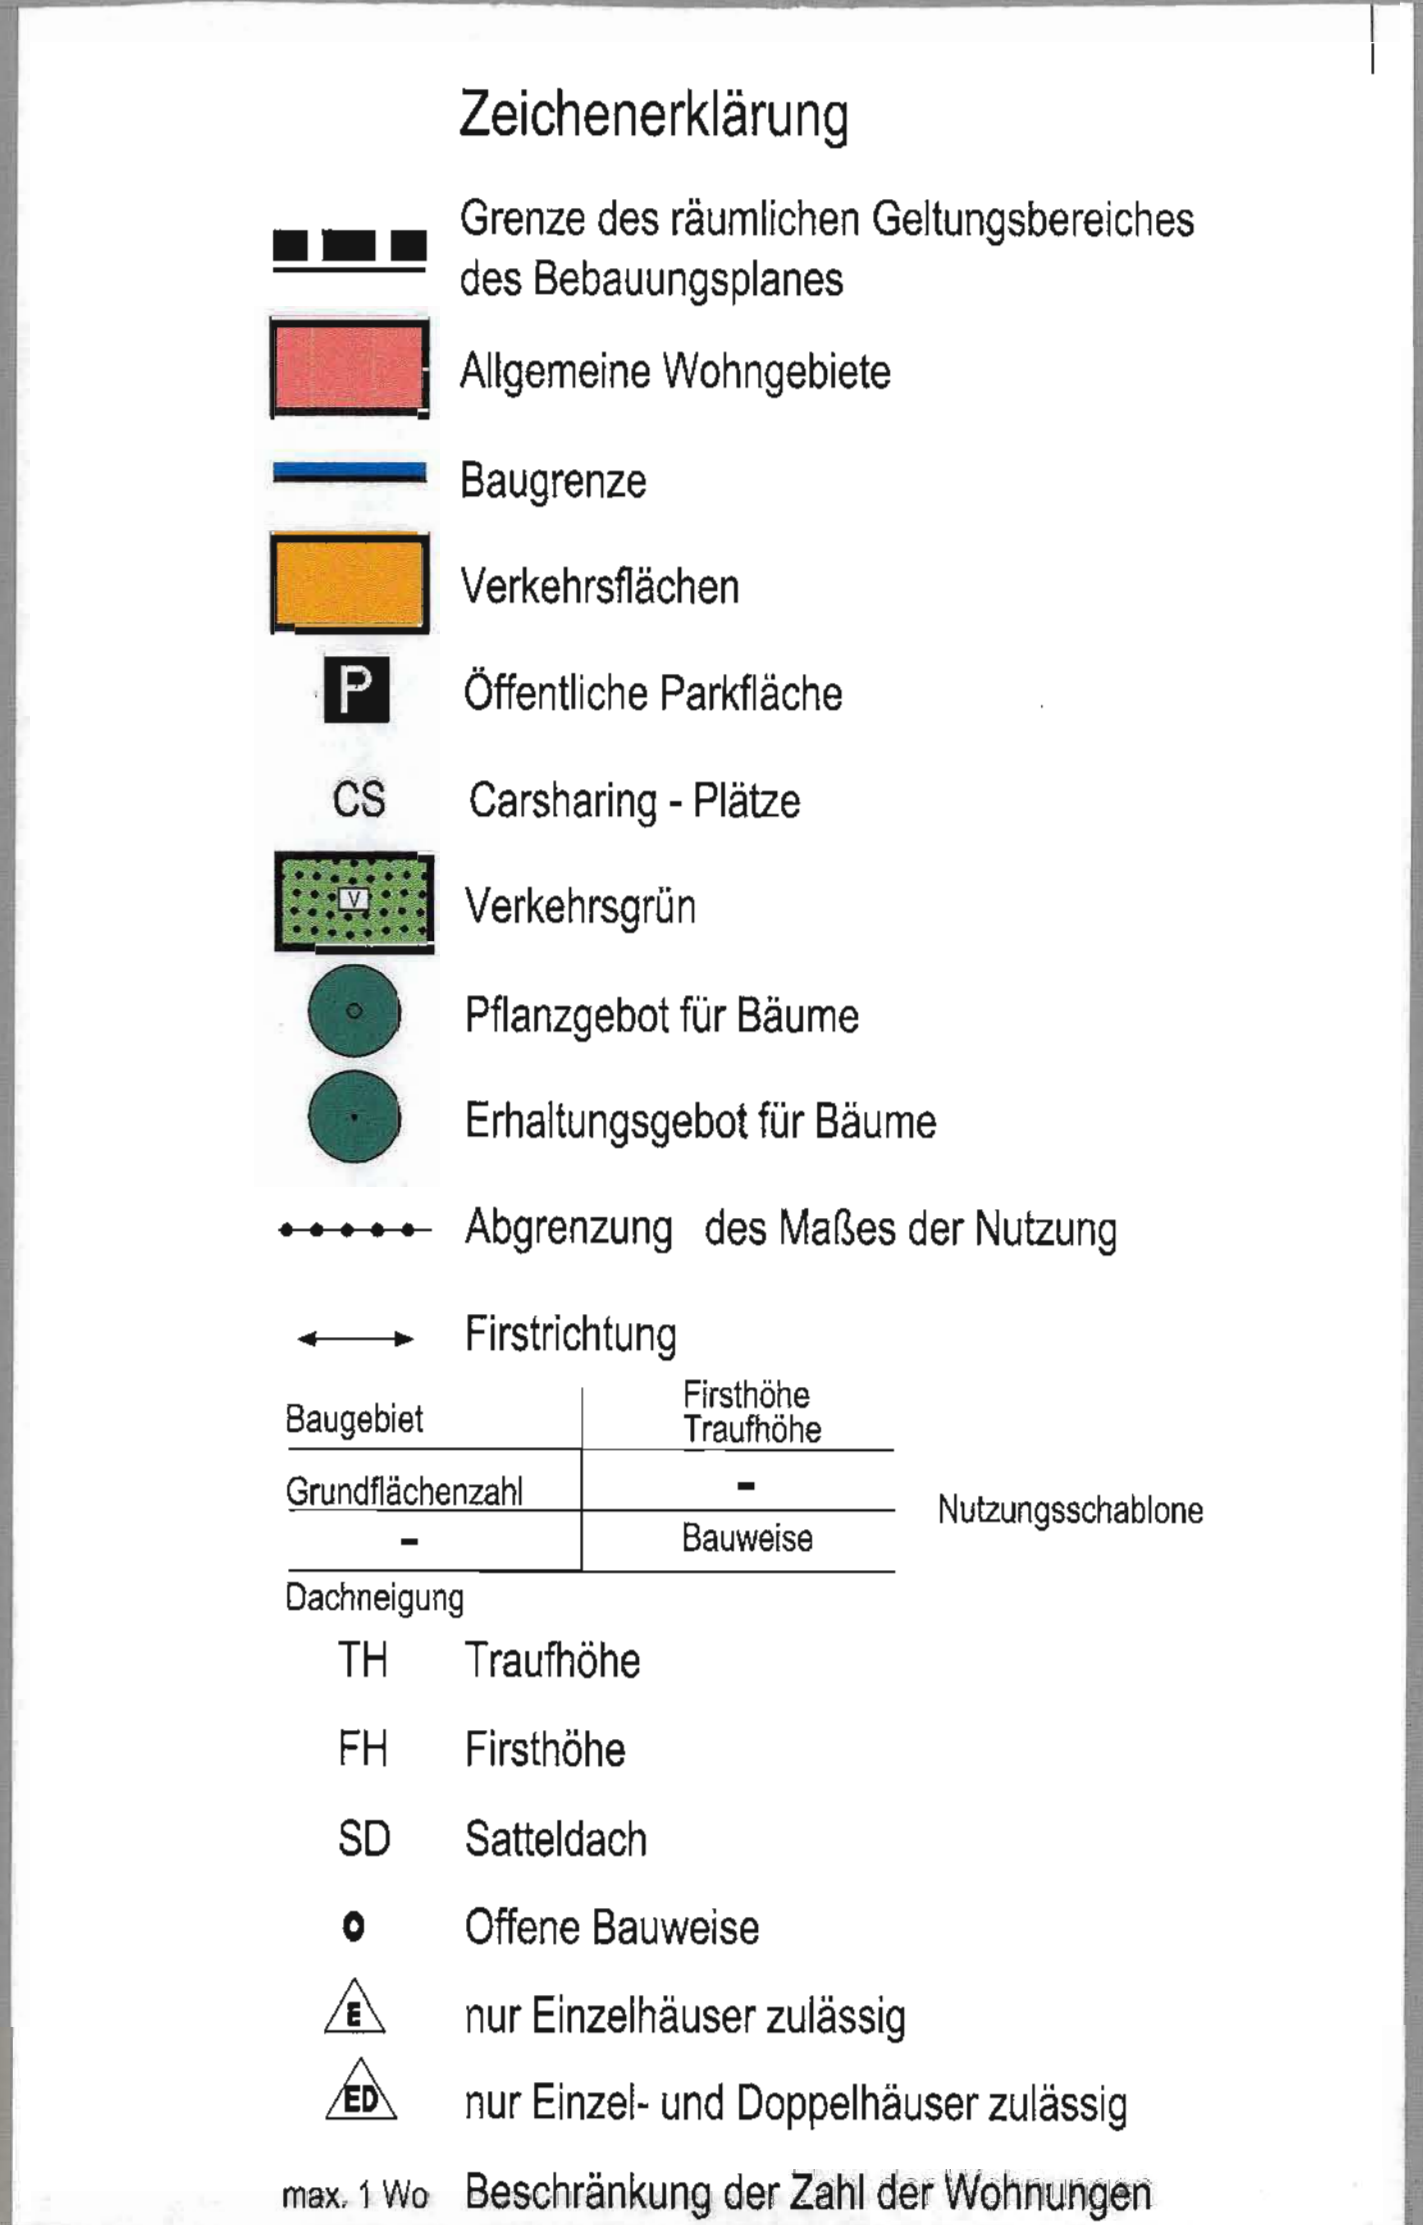 Zeichenerklärung
Grenze des räumlichen Geltungsbereiches
des Bebauungsplanes
Allgemeine Wohngebiete
Baugrenze
Verkehrsflächen
P Öffentliche Parkfläche
CS Carsharing - Plätze
V Verkehrsgrün
Pflanzgebot für Bäume
Erhaltungsgebot für Bäume
Abgrenzung des Maßes der Nutzung
Firstrichtung
Baugebiet Firsthöhe
Traufhöhe
Grundflächenzahl -
Nutzungsschablone
- Bauweise
Dachneigung
TH Traufhöhe
FH Firsthöhe
SD Satteldach
o Offene Bauweise
E nur Einzelhäuser zulässig
ED nur Einzel- und Doppelhäuser zulässig
max. 1 Wo Beschränkung der Zahl der Wohnungen